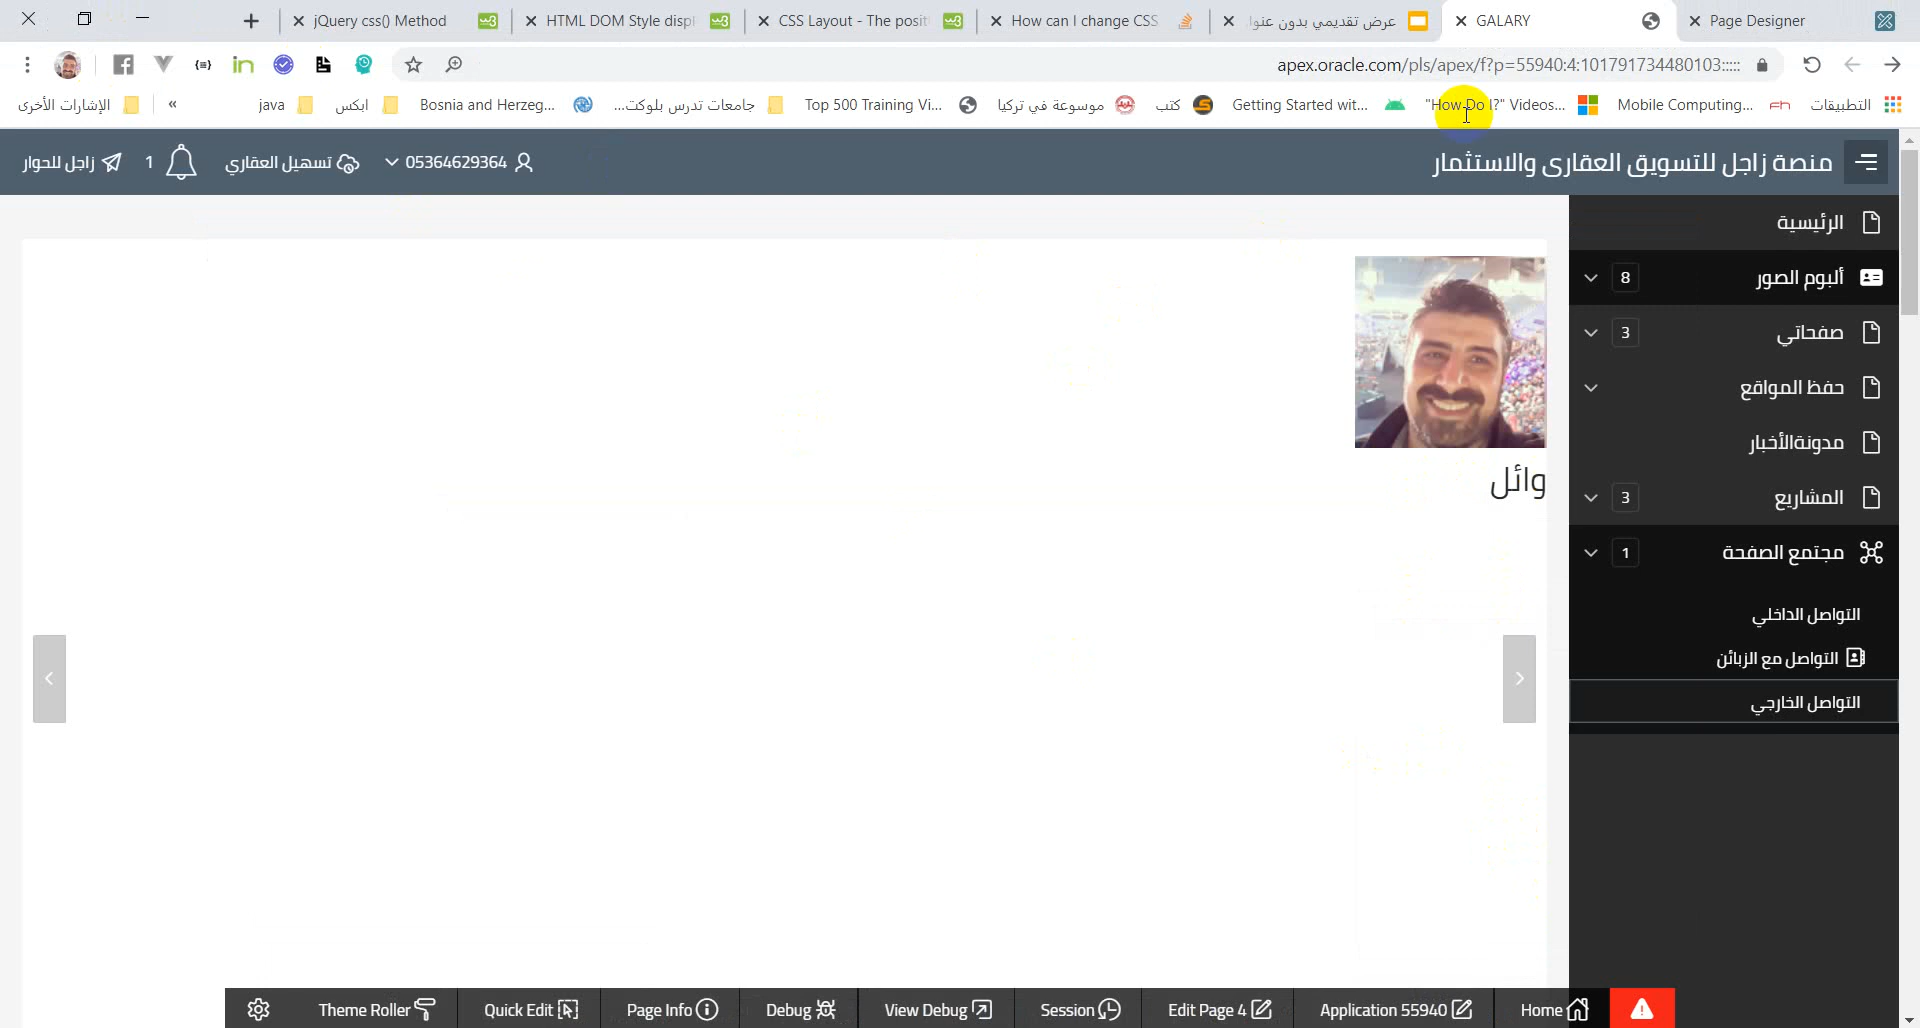 jQuery css() Method
HTML DOM Style displ
CSS Layout - The posit
How can I change CSS
عرض تقديمي بدون عنوا
GALARY
Page Designer
apex.oracle.com/pls/apex/f?p=55940:4:101791734480103:::::
التطبيقات
Mobile Computing...
"How Do I?" Videos...
Getting Started wit...
كتب
موسوعة في تركيا
Top 500 Training Vi...
جامعات تدرس بلوكت...
Bosnia and Herzeg...
ابكس
java
»
الإشارات الأخرى
منصة زاجل للتسويق العقاري والاستثمار
05364629364
تسهيل العقاري
1
زاجل للحوار
الرئيسية
ألبوم الصور 8
صفحاتي 3
حفظ المواقع
مدونةالأخبار
المشاريع 3
مجتمع الصفحة 1
التواصل الداخلي
التواصل مع الزبائن
التواصل الخارجي
وائل
Home
Application 55940
Edit Page 4
Session
View Debug
Debug
Page Info
Quick Edit
Theme Roller